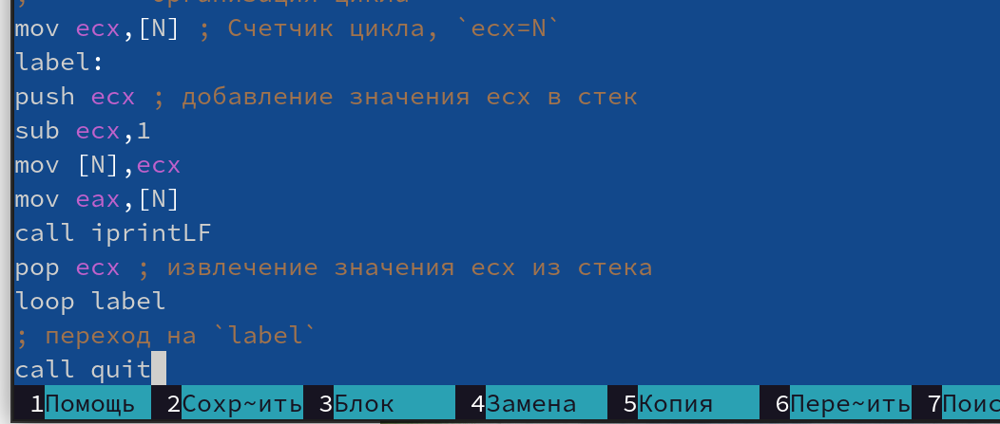 ; организация цикла
mov ecx,[N] ; Счетчик цикла, `ecx=N`
label:
push ecx ; добавление значения ecx в стек
sub ecx,1
mov [N],ecx
mov eax,[N]
call iprintLF
pop ecx ; извлечение значения ecx из стека
loop label
; переход на `label`
call quit
1Помощь 2Сохр~ить 3Блок 4Замена 5Копия 6Пере~ить 7Поис